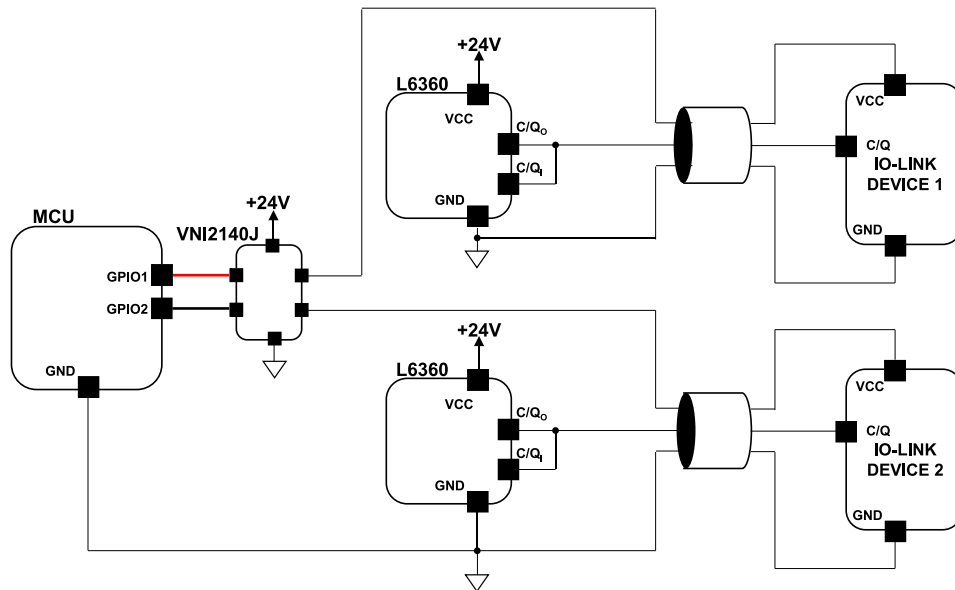 +24V
L6360
VCC
C/Qo
C/QI
GND
VCC
C/Q
IO-LINK
DEVICE 1
GND
+24V
MCU
VNI2140J
GPIO1
GPIO2
GND
+24V
L6360
VCC
C/Qo
C/QI
GND
VCC
C/Q
IO-LINK
DEVICE 2
GND